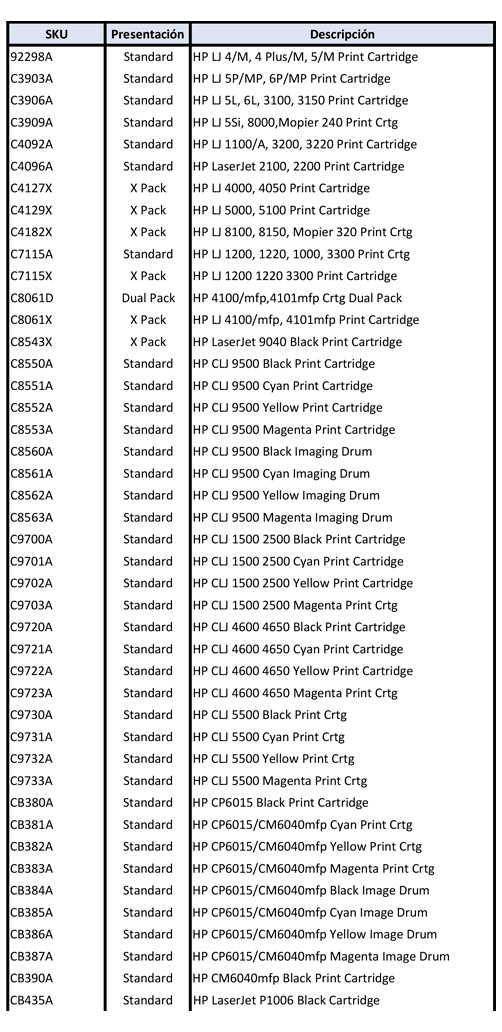 SKU Presentación Descripción
92298A Standard HP LJ 4/M, 4 Plus/M, 5/M Print Cartridge
C3903A Standard HP LJ 5P/MP, 6P/MP Print Cartridge
C3906A Standard HP LJ 5L, 6L, 3100, 3150 Print Cartridge
C3909A Standard HP LJ 5Si, 8000,Mopier 240 Print Crtg
C4092A Standard HP LJ 1100/A, 3200, 3220 Print Cartridge
C4096A Standard HP LaserJet 2100, 2200 Print Cartridge
C4127X X Pack HP LJ 4000, 4050 Print Cartridge
C4129X X Pack HP LJ 5000, 5100 Print Cartridge
C4182X X Pack HP LJ 8100, 8150, Mopier 320 Print Crtg
C7115A Standard HP LJ 1200, 1220, 1000, 3300 Print Crtg
C7115X X Pack HP LJ 1200 1220 3300 Print Cartridge
C8061D Dual Pack HP 4100/mfp,4101mfp Crtg Dual Pack
C8061X X Pack HP LJ 4100/mfp, 4101mfp Print Cartridge
C8543X X Pack HP LaserJet 9040 Black Print Cartridge
C8550A Standard HP CLJ 9500 Black Print Cartridge
C8551A Standard HP CLJ 9500 Cyan Print Cartridge
C8552A Standard HP CLJ 9500 Yellow Print Cartridge
C8553A Standard HP CLJ 9500 Magenta Print Cartridge
C8560A Standard HP CLJ 9500 Black Imaging Drum
C8561A Standard HP CLJ 9500 Cyan Imaging Drum
C8562A Standard HP CLJ 9500 Yellow Imaging Drum
C8563A Standard HP CLJ 9500 Magenta Imaging Drum
C9700A Standard HP CLJ 1500 2500 Black Print Cartridge
C9701A Standard HP CLJ 1500 2500 Cyan Print Cartridge
C9702A Standard HP CLJ 1500 2500 Yellow Print Cartridge
C9703A Standard HP CLJ 1500 2500 Magenta Print Crtg
C9720A Standard HP CLJ 4600 4650 Black Print Cartridge
C9721A Standard HP CLJ 4600 4650 Cyan Print Cartridge
C9722A Standard HP CLJ 4600 4650 Yellow Print Cartridge
C9723A Standard HP CLJ 4600 4650 Magenta Print Crtg
C9730A Standard HP CLJ 5500 Black Print Crtg
C9731A Standard HP CLJ 5500 Cyan Print Crtg
C9732A Standard HP CLJ 5500 Yellow Print Crtg
C9733A Standard HP CLJ 5500 Magenta Print Crtg
CB380A Standard HP CP6015 Black Print Cartridge
CB381A Standard HP CP6015/CM6040mfp Cyan Print Crtg
CB382A Standard HP CP6015/CM6040mfp Yellow Print Crtg
CB383A Standard HP CP6015/CM6040mfp Magenta Print Crtg
CB384A Standard HP CP6015/CM6040mfp Black Image Drum
CB385A Standard HP CP6015/CM6040mfp Cyan Image Drum
CB386A Standard HP CP6015/CM6040mfp Yellow Image Drum
CB387A Standard HP CP6015/CM6040mfp Magenta Image Drum
CB390A Standard HP CM6040mfp Black Print Cartridge
CB435A Standard HP LaserJet P1006 Black Cartridge